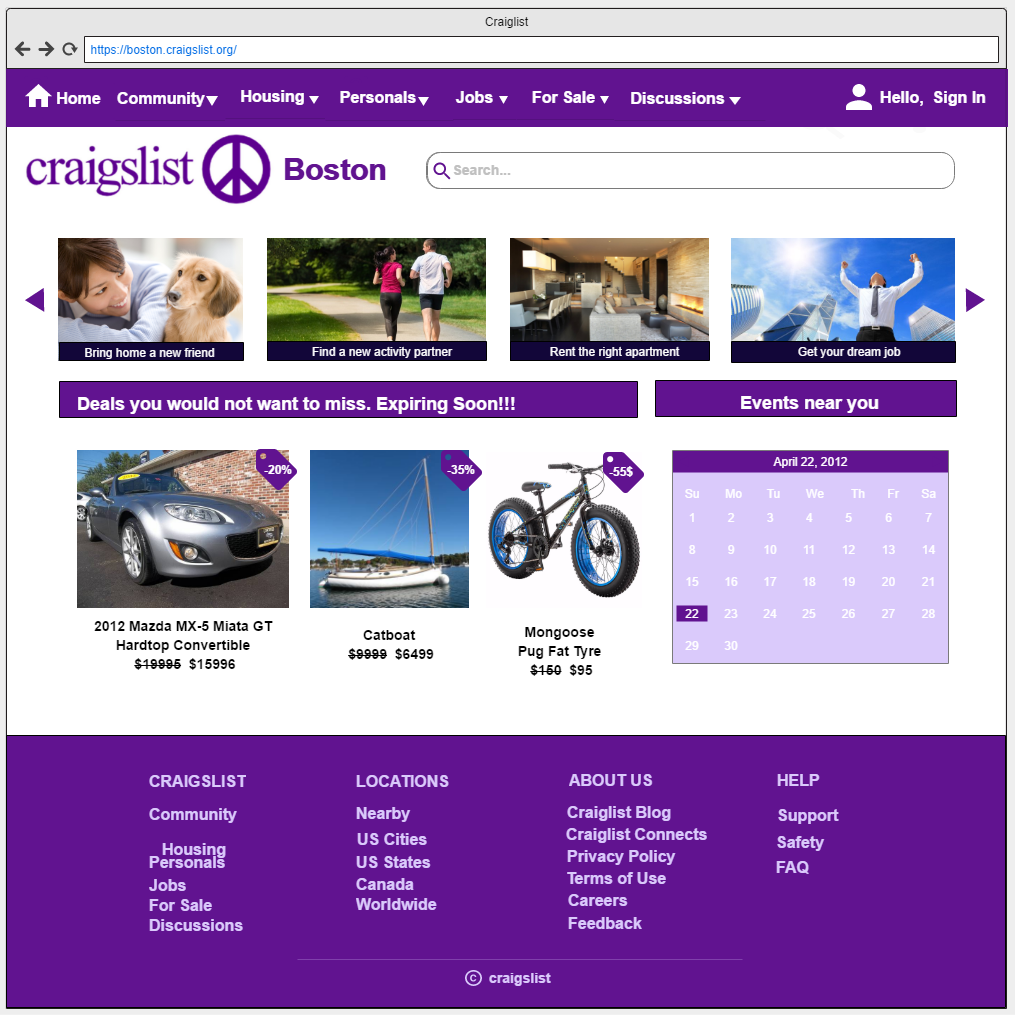 Craiglist
https://boston.craigslist.org/
Home Community Housing Personals Jobs For Sale Discussions Hello, Sign In
craigslist Boston Search...
Bring home a new friend
Find a new activity partner
Rent the right apartment
Get your dream job
Deals you would not want to miss. Expiring Soon!!!
Events near you
-20%
-35%
-55$
2012 Mazda MX-5 Miata GT
Hardtop Convertible
$19995 $15996
Catboat
$9999 $6499
Mongoose
Pug Fat Tyre
$150 $95
April 22, 2012
Su Mo Tu We Th Fr Sa
1 2 3 4 5 6 7
8 9 10 11 12 13 14
15 16 17 18 19 20 21
22 23 24 25 26 27 28
29 30
CRAIGSLIST
Community
Housing
Personals
Jobs
For Sale
Discussions
LOCATIONS
Nearby
US Cities
US States
Canada
Worldwide
ABOUT US
Craiglist Blog
Craiglist Connects
Privacy Policy
Terms of Use
Careers
Feedback
HELP
Support
Safety
FAQ
© craigslist